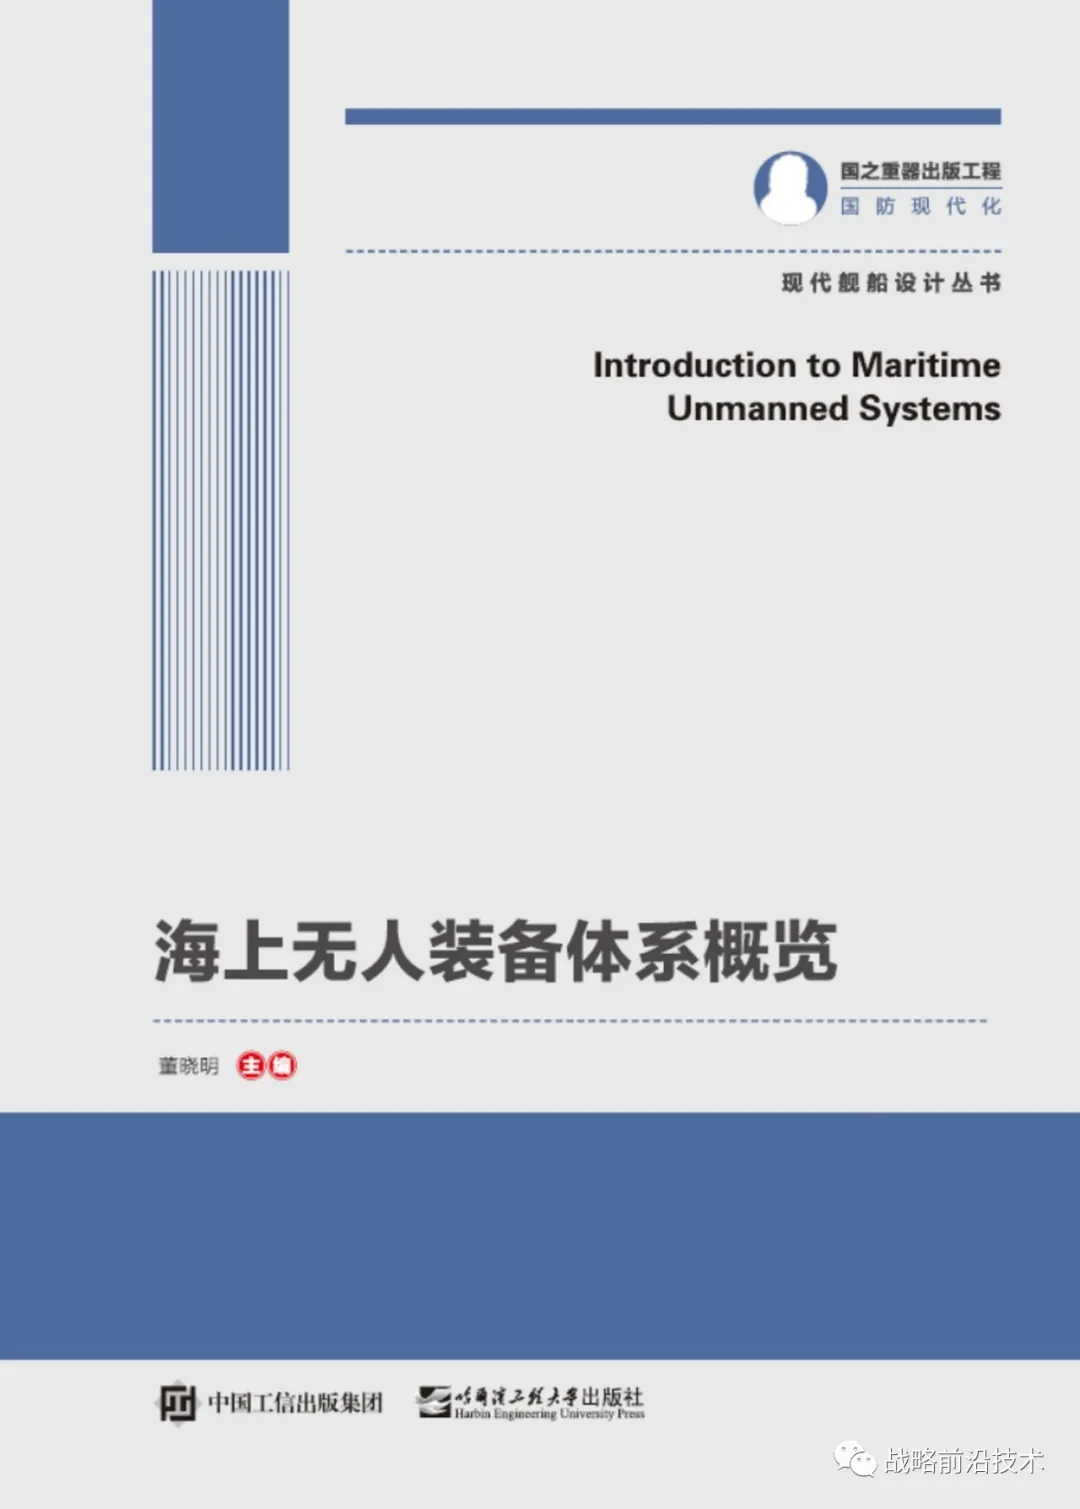 国之重器出版工程
国防现代化
现代舰船设计丛书
Introduction to Maritime
Unmanned Systems
海上无人装备体系概览
董晓明 主编
中国工信出版集团
哈尔滨工程大学出版社
Harbin Engineering University Press
战略前沿技术